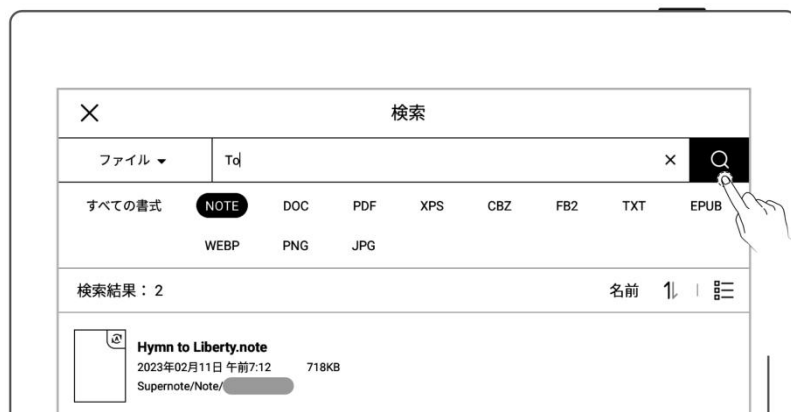 検索
ファイル To
すべての書式 NOTE DOC PDF XPS CBZ FB2 TXT EPUB
WEBP PNG JPG
検索結果： 2 名前
Hymn to Liberty.note
2023年02月11日 午前7:12 718KB
Supernote/Note/